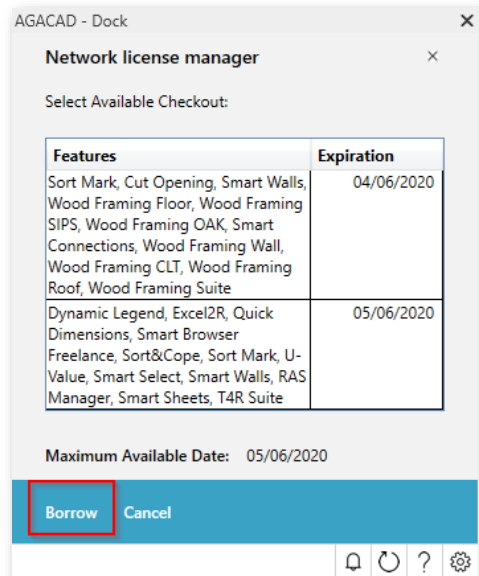 AGACAD - Dock
Network license manager
Select Available Checkout:
Features Expiration
Sort Mark, Cut Opening, Smart Walls, 04/06/2020
Wood Framing Floor, Wood Framing
SIPS, Wood Framing OAK, Smart
Connections, Wood Framing Wall,
Wood Framing CLT, Wood Framing
Roof, Wood Framing Suite
Dynamic Legend, Excel2R, Quick 05/06/2020
Dimensions, Smart Browser
Freelance, Sort&Cope, Sort Mark, U-
Value, Smart Select, Smart Walls, RAS
Manager, Smart Sheets, T4R Suite
Maximum Available Date: 05/06/2020
Borrow Cancel